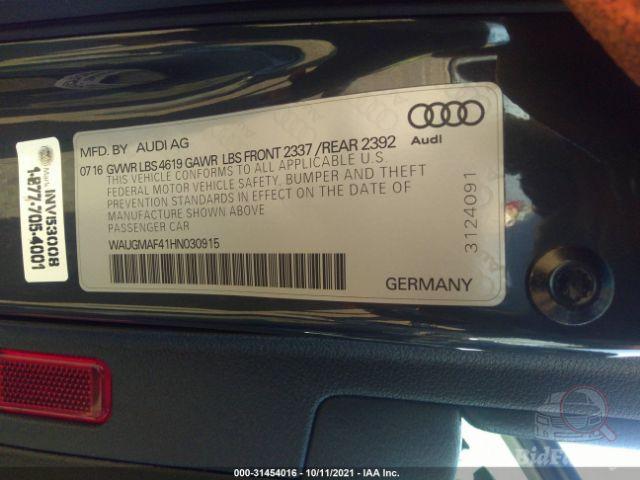 MFD. BY AUDI AG
Audi
07 16 GVWR LBS 4619 GAWR LBS FRONT 2337 /REAR 2392
THIS VEHICLE CONFORMS TO ALL APPLICABLE U.S.
FEDERAL MOTOR VEHICLE SAFETY, BUMPER AND THEFT
PREVENTION STANDARDS IN EFFECT ON THE DATE OF
MANUFACTURE SHOWN ABOVE
PASSENGER CAR
WAUGMAF41HN030915
GERMANY
3124091
INV53008
1-877-705-4001
000-31454016 - 10/11/2021 - IAA Inc.